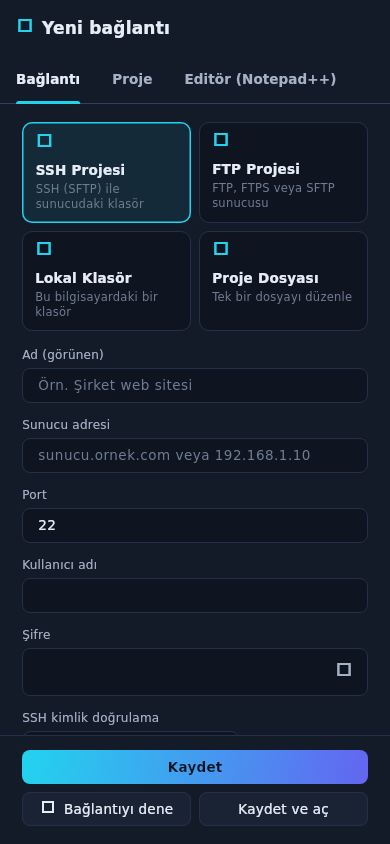 Yeni bağlantı
Bağlantı Proje Editör (Notepad++)
SSH Projesi
SSH (SFTP) ile
sunucudaki klasör
FTP Projesi
FTP, FTPS veya SFTP
sunucusu
Lokal Klasör
Bu bilgisayardaki bir
klasör
Proje Dosyası
Tek bir dosyayı düzenle
Ad (görünen)
Örn. Şirket web sitesi
Sunucu adresi
sunucu.ornek.com veya 192.168.1.10
Port
22
Kullanıcı adı
Şifre
SSH kimlik doğrulama
Kaydet
Bağlantıyı dene
Kaydet ve aç